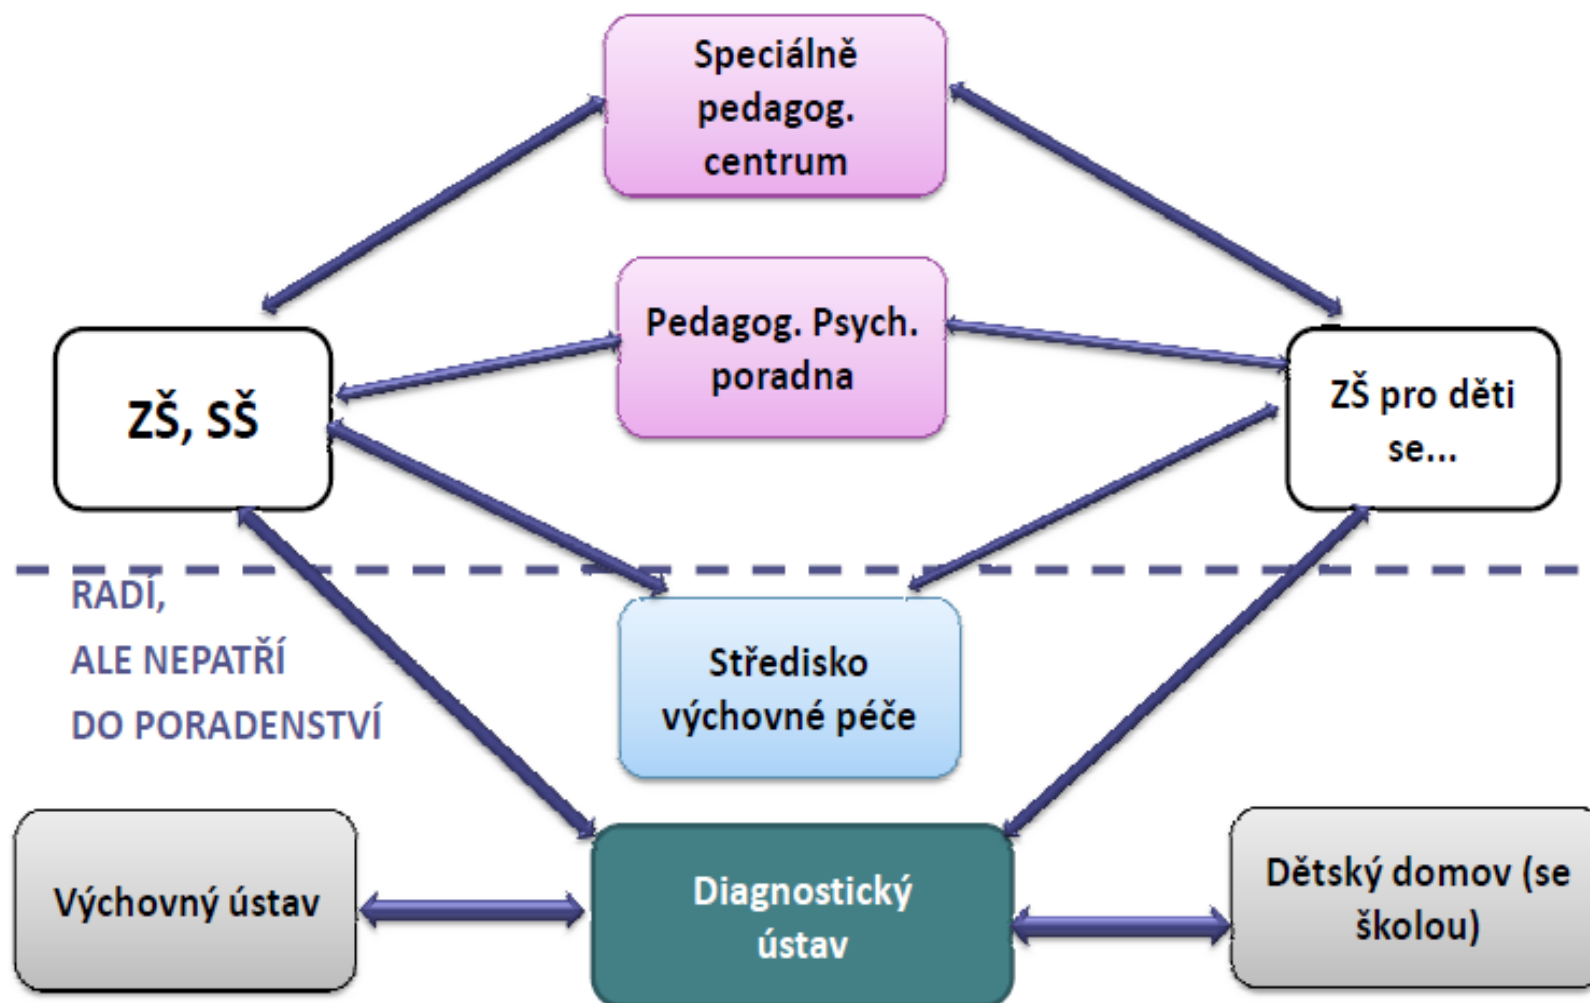 Speciálně
pedagog.
centrum
Pedagog. Psych.
poradna
ZŠ, SŠ
ZŠ pro děti
se...
RADÍ,
ALE NEPATŘÍ
DO PORADENSTVÍ
Středisko
výchovné péče
Výchovný ústav
Diagnostický
ústav
Dětský domov (se
školou)